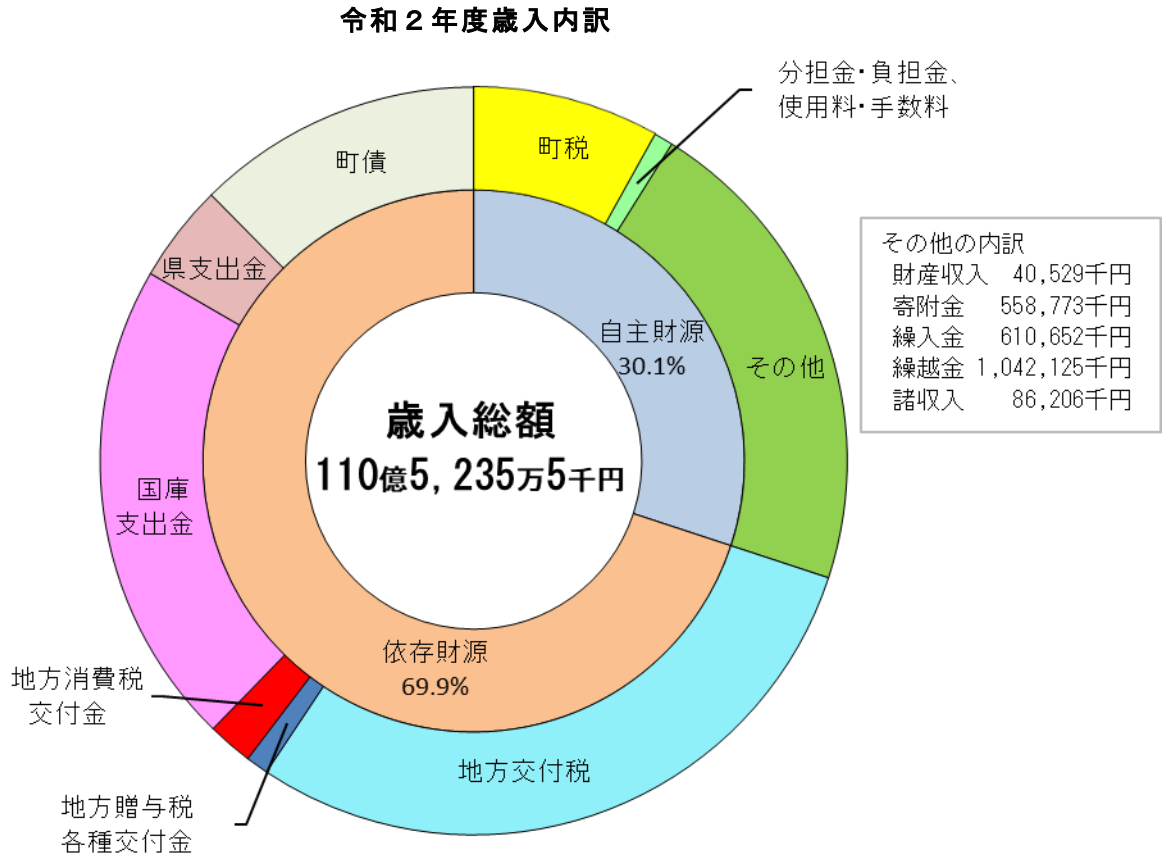 令和２年度歳入内訳
分担金・負担金、
使用料・手数料
町債
町税
県支出金
その他の内訳
財産収入 40,529千円
寄附金 558,773千円
繰入金 610,652千円
繰越金 1,042,125千円
諸収入 86,206千円
自主財源
30.1%
その他
歳入総額
110億5,235万5千円
国庫
支出金
依存財源
69.9%
地方消費税
交付金
地方交付税
地方贈与税
各種交付金